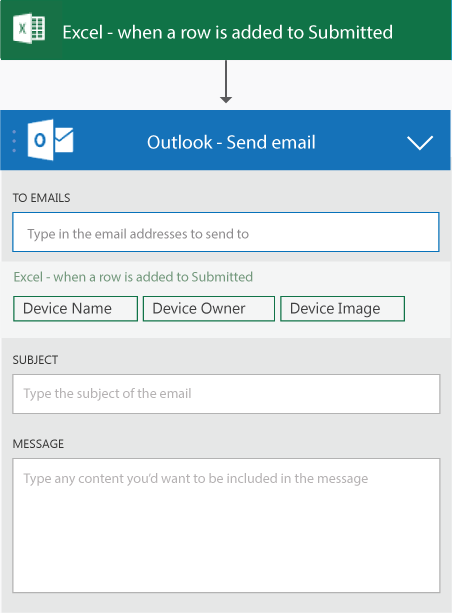 Excel - when a row is added to Submitted
Outlook - Send email
TO EMAILS
Type in the email addresses to send to
Excel - when a row is added to Submitted
Device Name
Device Owner
Device Image
SUBJECT
Type the subject of the email
MESSAGE
Type any content you'd want to be included in the message